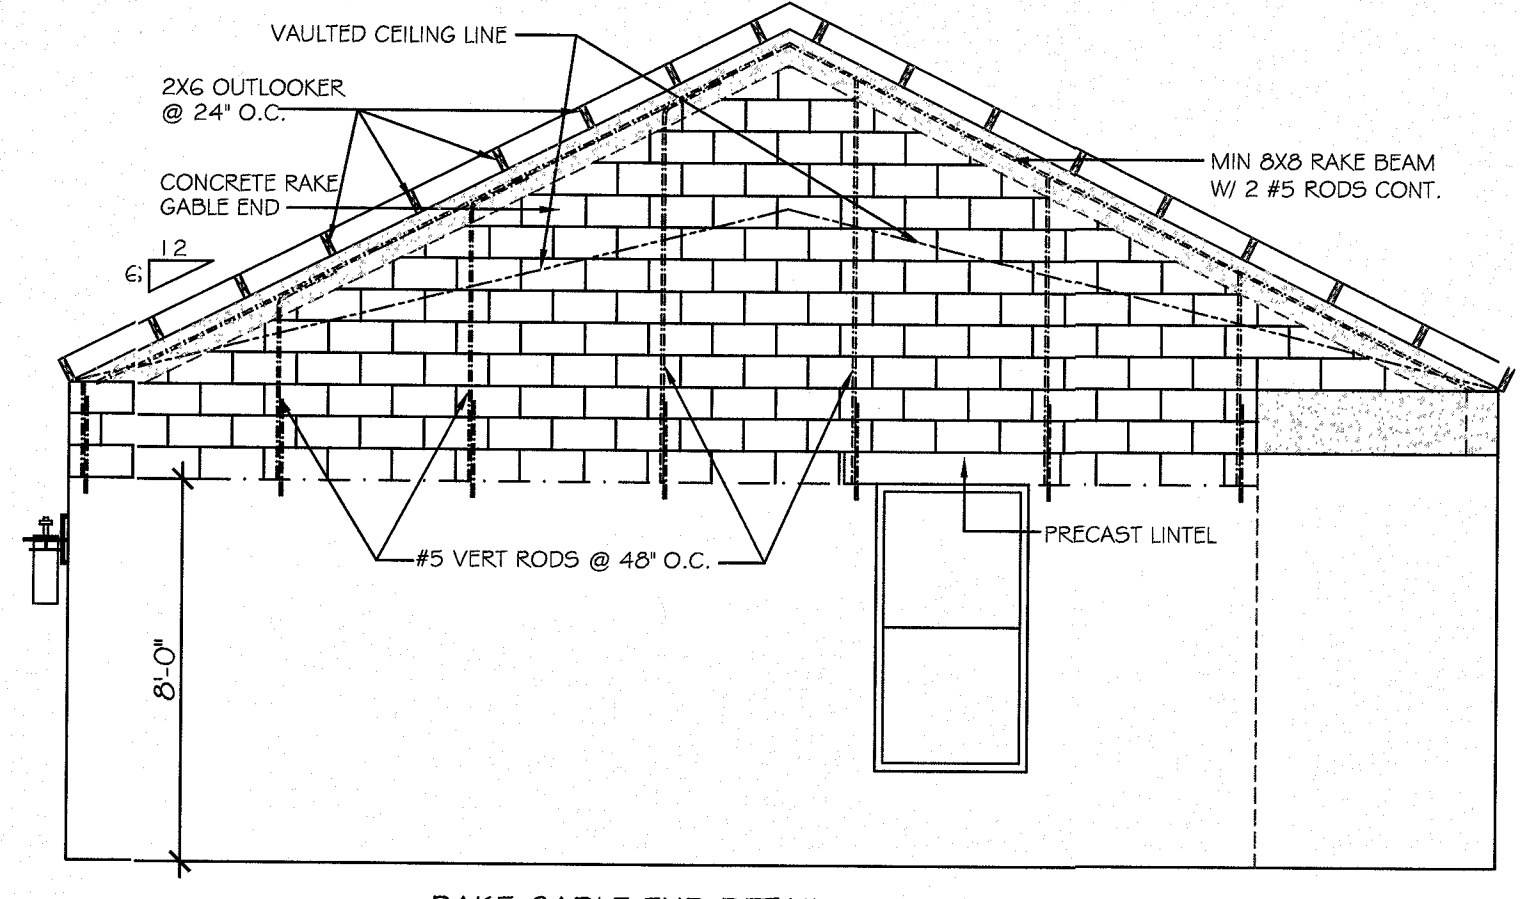 VAULTED CEILING LINE
2X6 OUTLOOKER
@ 24" O.C.
CONCRETE RAKE
GABLE END
12
6
MIN 8X8 RAKE BEAM
W/ 2 #5 RODS CONT.
#5 VERT RODS @ 48" O.C.
PRECAST LINTEL
8'-0"